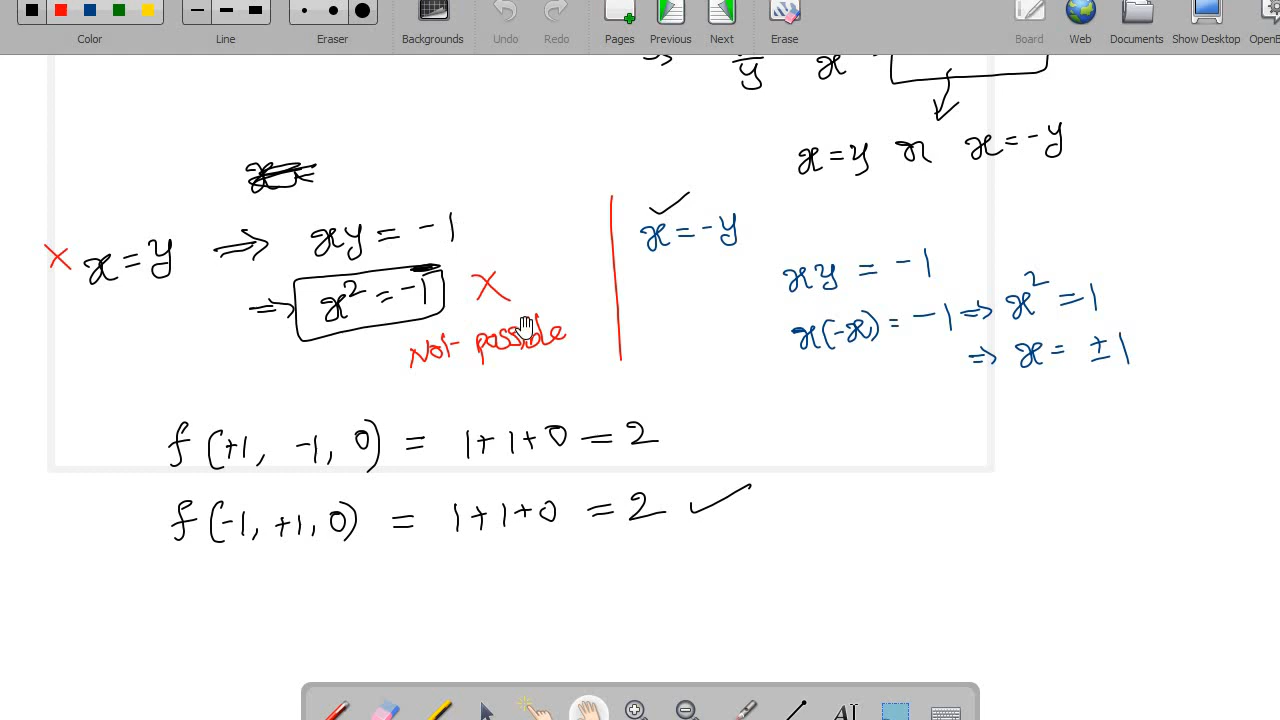 Color Line Eraser Backgrounds Undo Redo Pages Previous Next Erase Board Web Documents Show Desktop
y x
x = y or x = -y
x = y ⇒ xy = -1
⇒ x² = -1
Not possible
x = -y
xy = -1
x(-x) = -1 ⇒ x² = 1
⇒ x = ±1
f(+1, -1, 0) = 1+1+0 = 2
f(-1, +1, 0) = 1+1+0 = 2